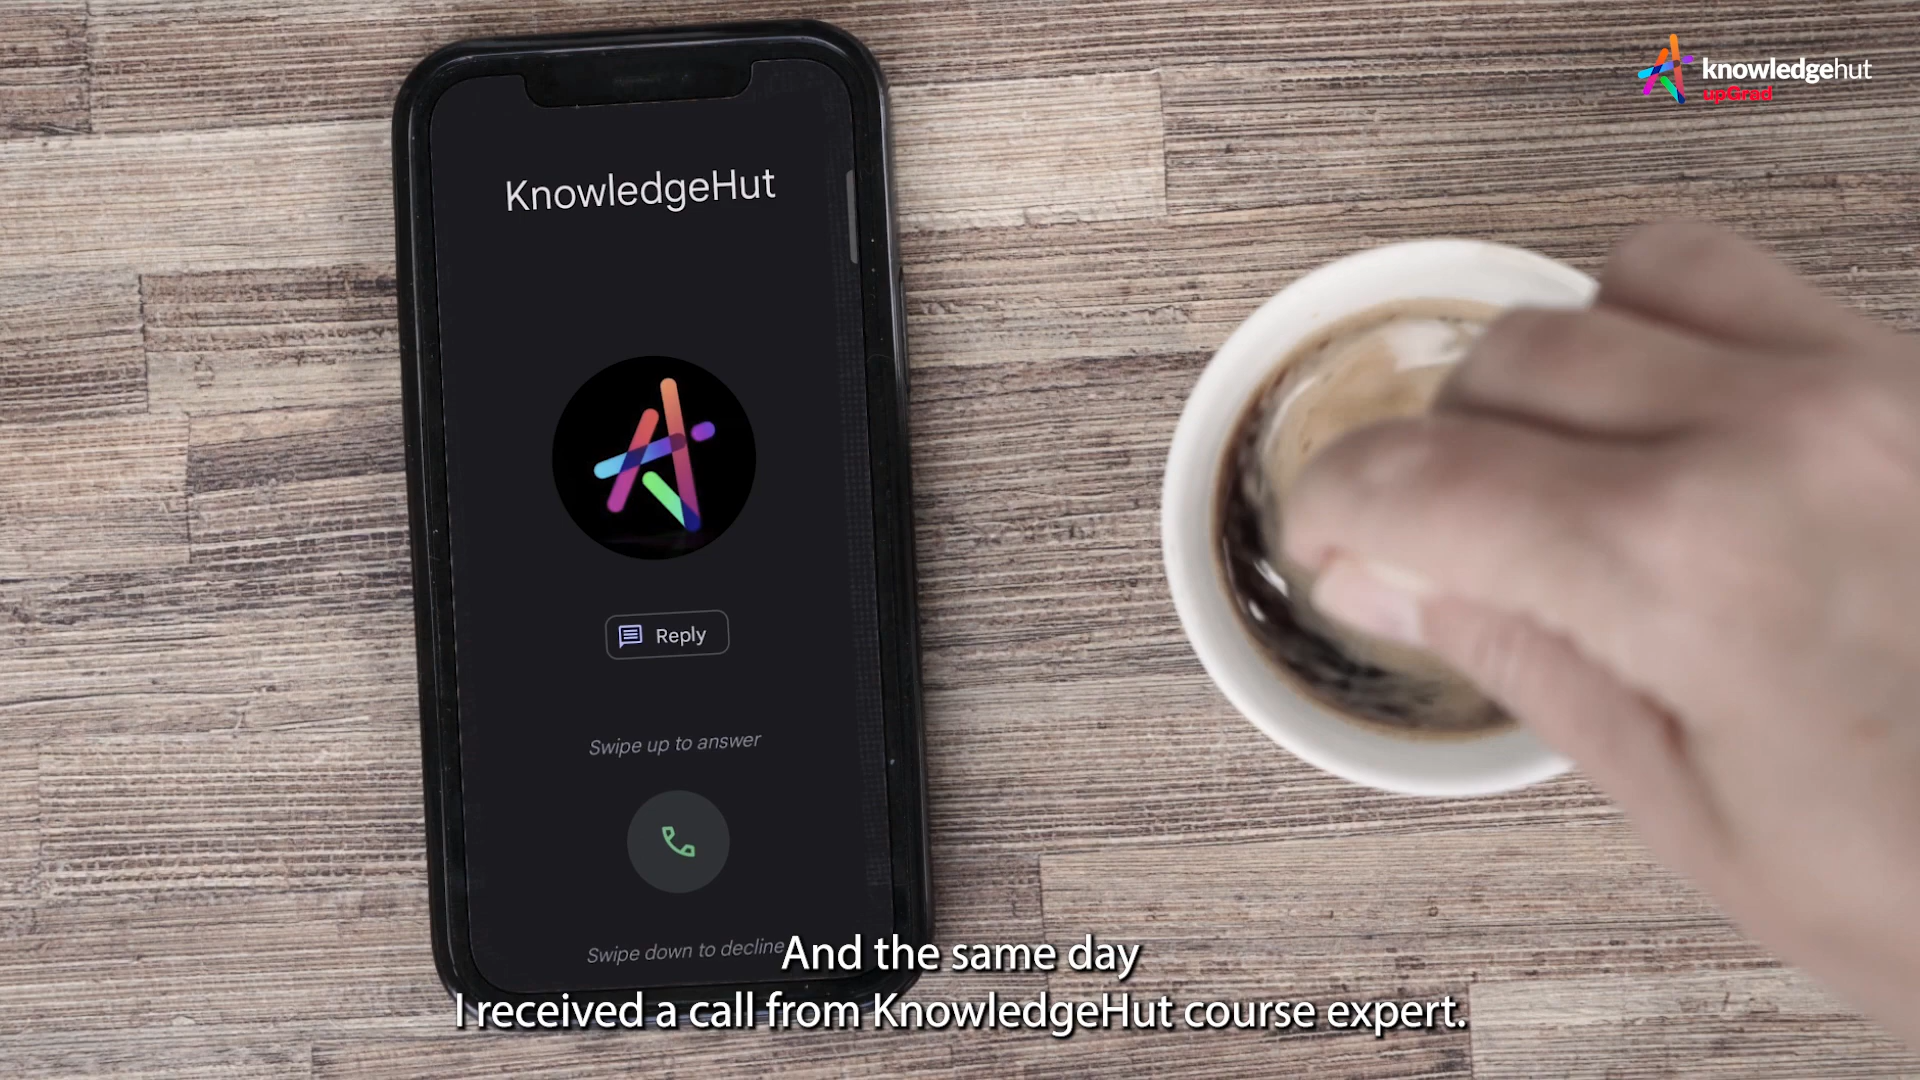 knowledgehut
upGrad
KnowledgeHut
Reply
Swipe up to answer
Swipe down to decline
And the same day
I received a call from KnowledgeHut course expert.